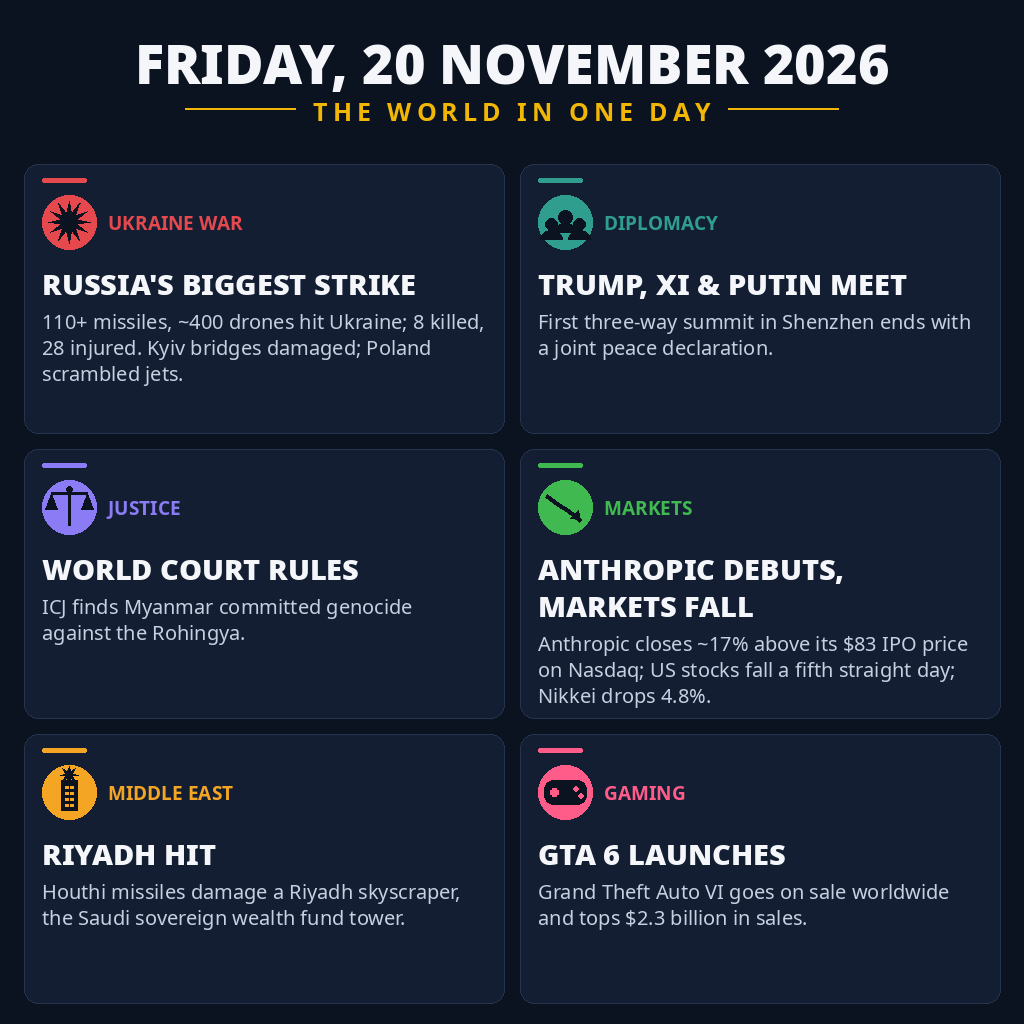 FRIDAY, 20 NOVEMBER 2026
THE WORLD IN ONE DAY
UKRAINE WAR
RUSSIA'S BIGGEST STRIKE
110+ missiles, ~400 drones hit Ukraine; 8 killed,
28 injured. Kyiv bridges damaged; Poland
scrambled jets.
DIPLOMACY
TRUMP, XI & PUTIN MEET
First three-way summit in Shenzhen ends with
a joint peace declaration.
JUSTICE
WORLD COURT RULES
ICJ finds Myanmar committed genocide
against the Rohingya.
MARKETS
ANTHROPIC DEBUTS,
MARKETS FALL
Anthropic closes ~17% above its $83 IPO price
on Nasdaq; US stocks fall a fifth straight day;
Nikkei drops 4.8%.
MIDDLE EAST
RIYADH HIT
Houthi missiles damage a Riyadh skyscraper,
the Saudi sovereign wealth fund tower.
GAMING
GTA 6 LAUNCHES
Grand Theft Auto VI goes on sale worldwide
and tops $2.3 billion in sales.